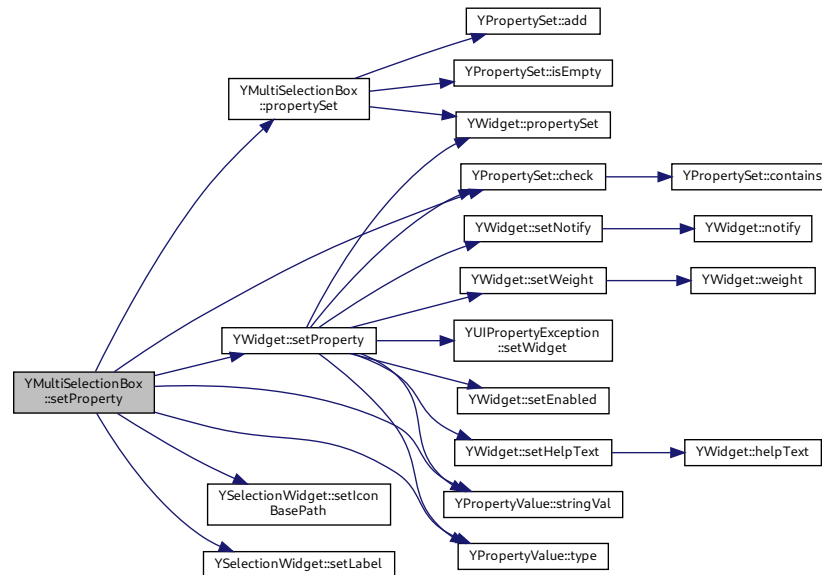 YPropertySet::add
YMultiSelectionBox
::propertySet
YPropertySet::isEmpty
YWidget::propertySet
YPropertySet::check
YPropertySet::contains
YWidget::setNotify
YWidget::notify
YWidget::setWeight
YWidget::weight
YWidget::setProperty
YUIPropertyException
::setWidget
YMultiSelectionBox
::setProperty
YWidget::setEnabled
YWidget::setHelpText
YWidget::helpText
YSelectionWidget::setIcon
BasePath
YPropertyValue::stringVal
YSelectionWidget::setLabel
YPropertyValue::type